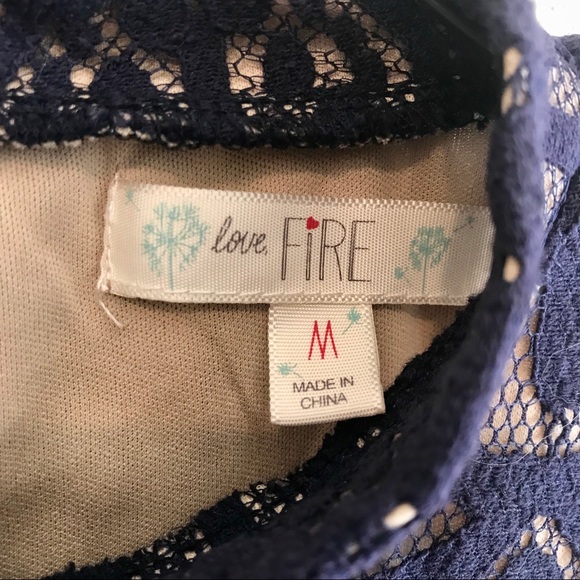 love, FiRE
M
MADE IN
CHINA